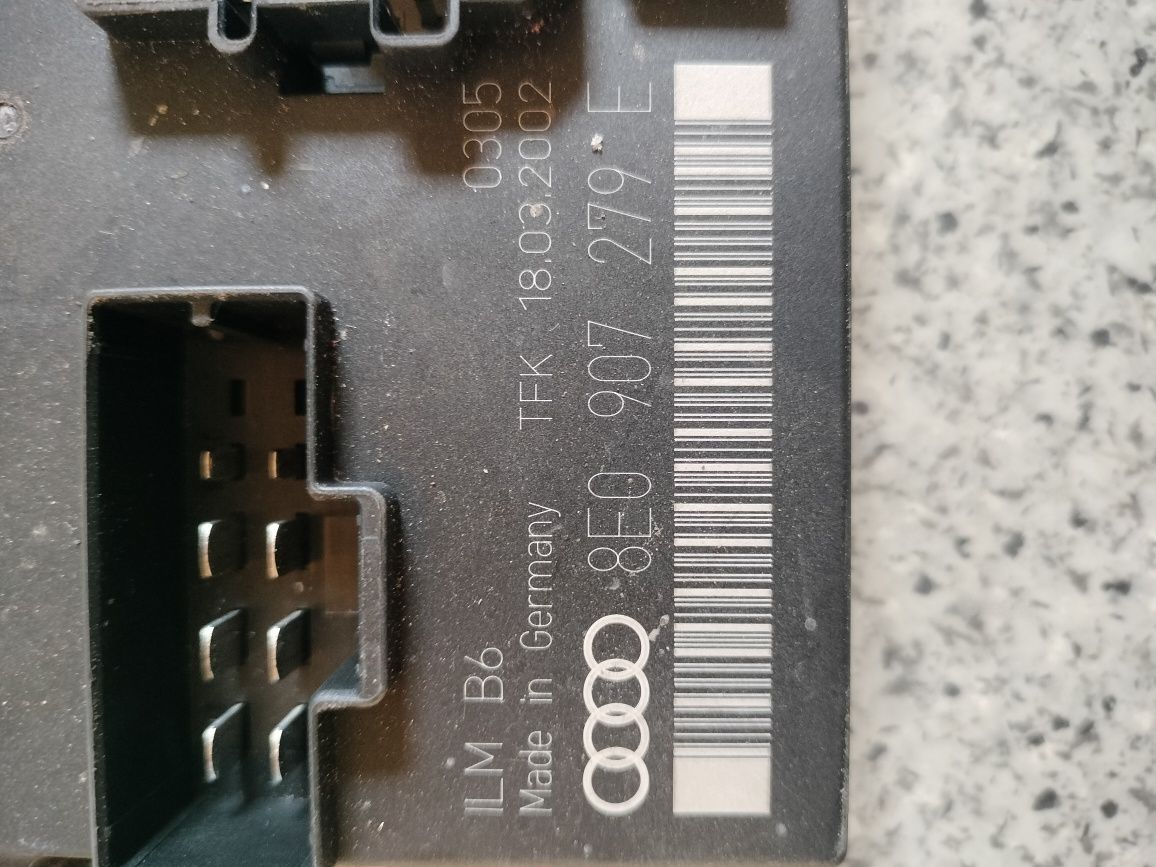 ILM B6 0305
Made in Germany TFK 18.03.2002
8E0 907 279 E